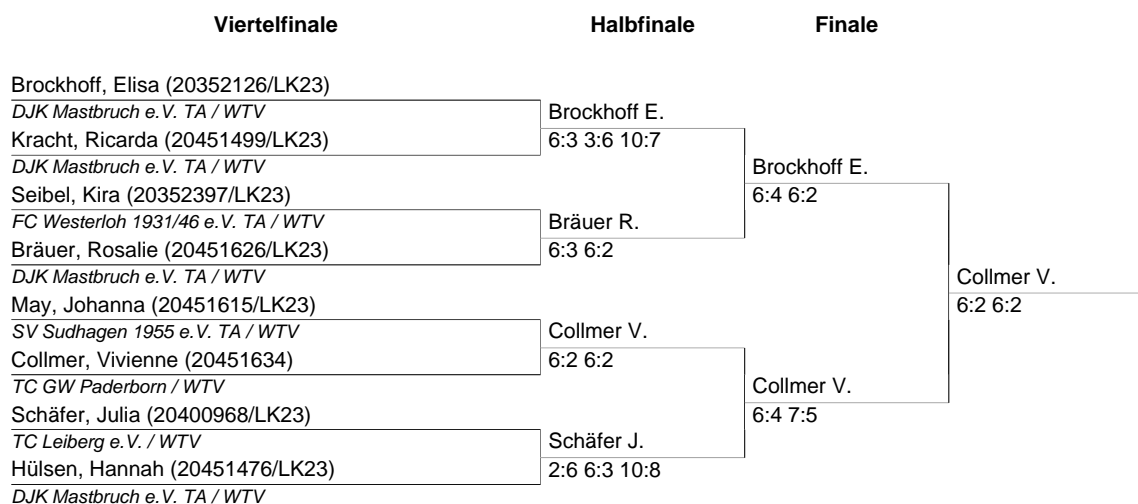 Viertelfinale Halbfinale Finale
Brockhoff, Elisa (20352126/LK23)
DJK Mastbruch e.V. TA / WTV Brockhoff E.
Kracht, Ricarda (20451499/LK23) 6:3 3:6 10:7
DJK Mastbruch e.V. TA / WTV Brockhoff E.
Seibel, Kira (20352397/LK23) 6:4 6:2
FC Westerloh 1931/46 e.V. TA / WTV Bräuer R.
Bräuer, Rosalie (20451626/LK23) 6:3 6:2
DJK Mastbruch e.V. TA / WTV Collmer V.
May, Johanna (20451615/LK23) 6:2 6:2
SV Sudhagen 1955 e.V. TA / WTV Collmer V.
Collmer, Vivienne (20451634) 6:2 6:2
TC GW Paderborn / WTV Collmer V.
Schäfer, Julia (20400968/LK23) 6:4 7:5
TC Leiberg e.V. / WTV Schäfer J.
Hülsen, Hannah (20451476/LK23) 2:6 6:3 10:8
DJK Mastbruch e.V. TA / WTV